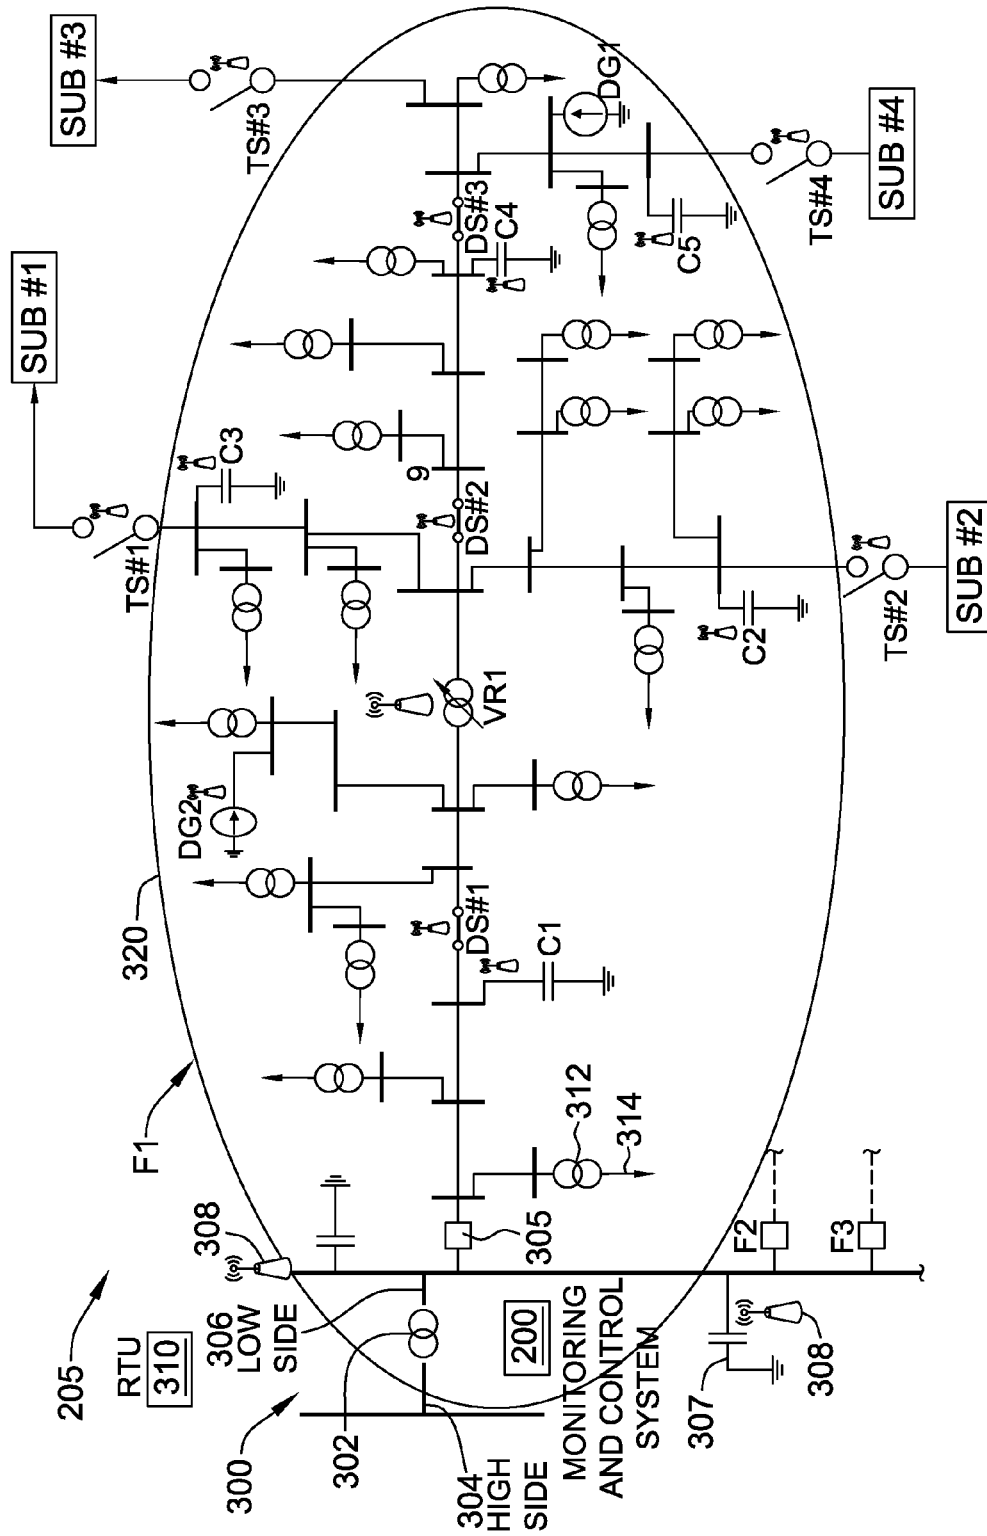 205
RTU
310
300
302
304
HIGH
SIDE
306
LOW
SIDE
308
200
MONITORING
AND CONTROL
SYSTEM
307
308
305
F1
F2
F3
320
312
314
C1
DS#1
DG2
VR1
TS#1
SUB #1
C3
DS#2
9
C2
TS#2
SUB #2
C4
DS#3
C5
DG1
TS#3
SUB #3
TS#4
SUB #4